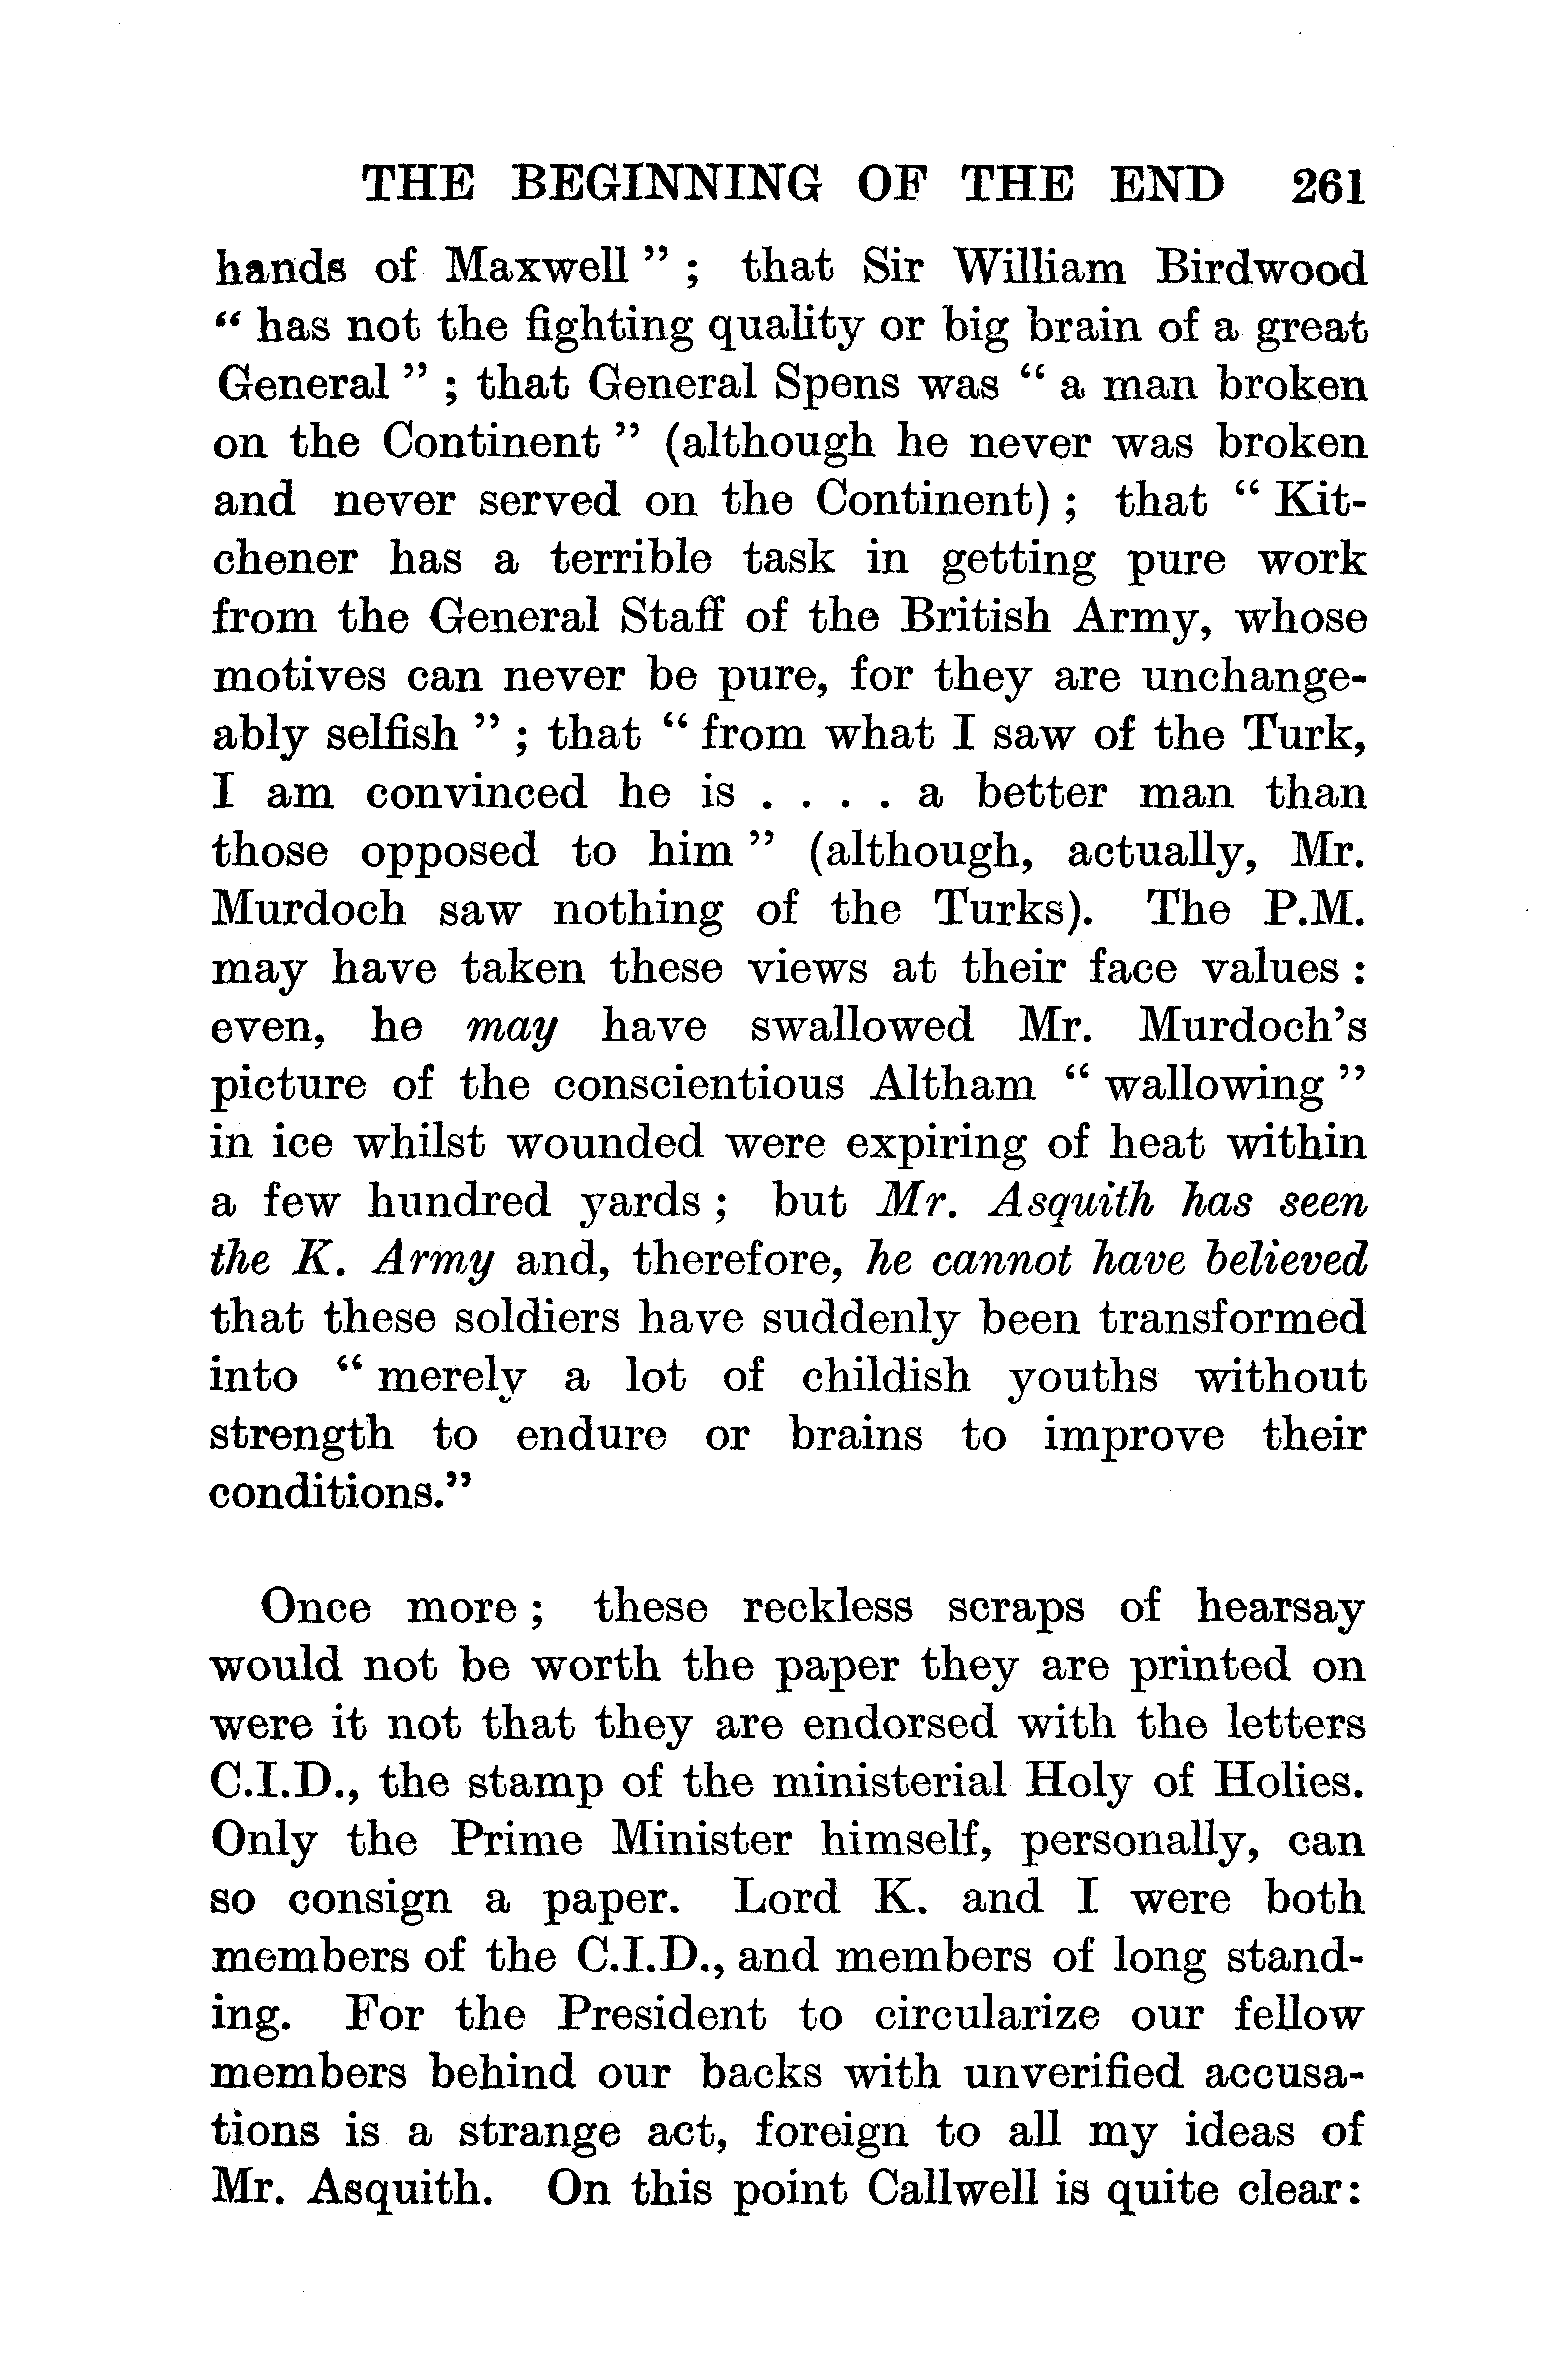 THE BEGINNING OF THE END 261
hands of Maxwell " ; that Sir William Birdwood
" has not the fighting quality or big brain of a great
General " ; that General Spens was " a man broken
on the Continent " (although he never was broken
and never served on the Continent) ; that " Kit-
chener has a terrible task in getting pure work
from the General Staff of the British Army, whose
motives can never be pure, for they are unchange-
ably selfish " ; that " from what I saw of the Turk,
I am convinced he is . . . . a better man than
those opposed to him " (although, actually, Mr.
Murdoch saw nothing of the Turks). The P.M.
may have taken these views at their face values :
even, he may have swallowed Mr. Murdoch's
picture of the conscientious Altham " wallowing "
in ice whilst wounded were expiring of heat within
a few hundred yards ; but Mr. Asquith has seen
the K. Army and, therefore, he cannot have believed
that these soldiers have suddenly been transformed
into " merely a lot of childish youths without
strength to endure or brains to improve their
conditions."
Once more ; these reckless scraps of hearsay
would not be worth the paper they are printed on
were it not that they are endorsed with the letters
C.I.D., the stamp of the ministerial Holy of Holies.
Only the Prime Minister himself, personally, can
so consign a paper. Lord K. and I were both
members of the C.I.D., and members of long stand-
ing. For the President to circularize our fellow
members behind our backs with unverified accusa-
tions is a strange act, foreign to all my ideas of
Mr. Asquith. On this point Callwell is quite clear: